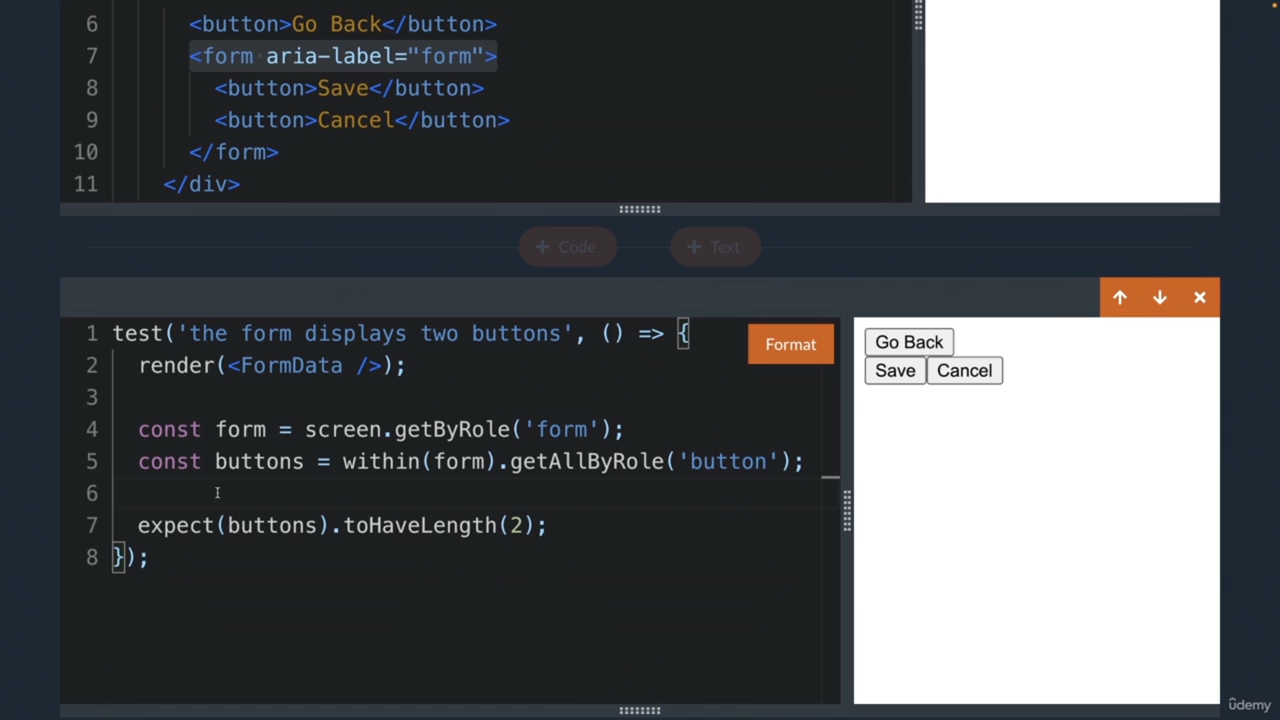 6 <button>Go Back</button>
7 <form aria-label="form">
8 <button>Save</button>
9 <button>Cancel</button>
10 </form>
11 </div>
+ Code + Text
1 test('the form displays two buttons', () => {
Format
2 render(<FormData />);
3
4 const form = screen.getByRole('form');
5 const buttons = within(form).getAllByRole('button');
6
7 expect(buttons).toHaveLength(2);
8 });
Go Back
Save Cancel
ûdemy